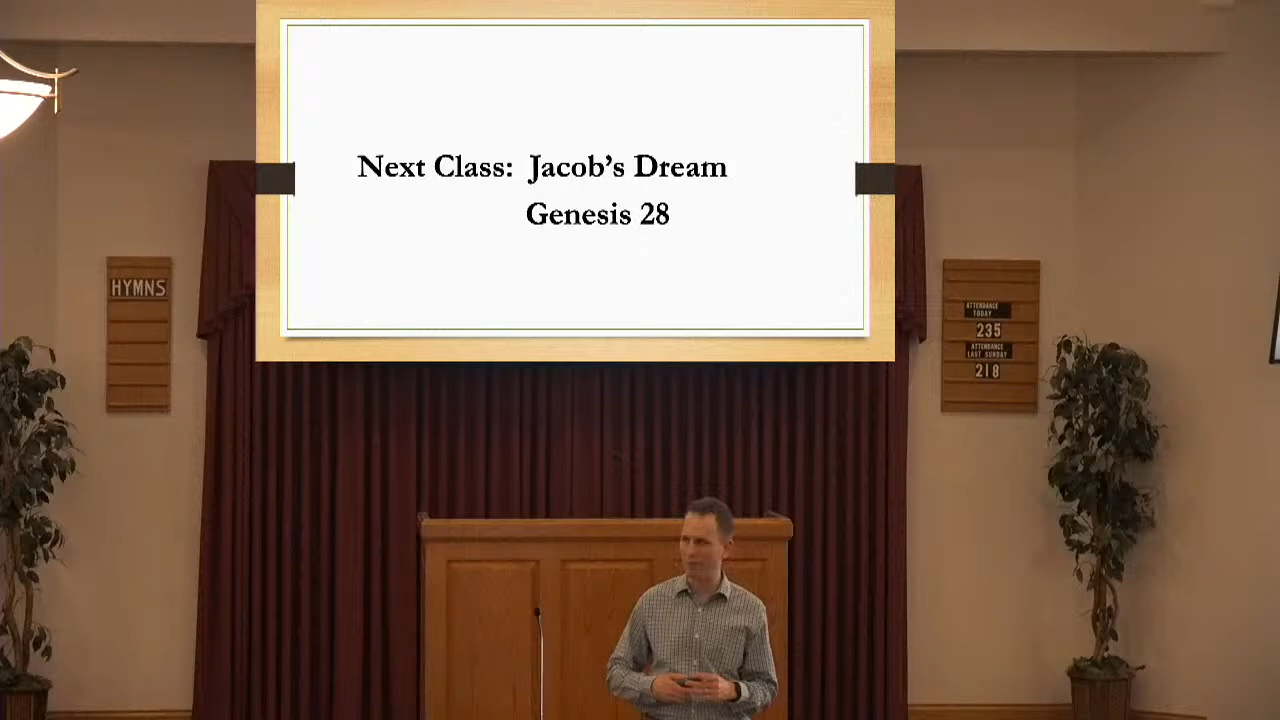 Next Class: Jacob's Dream
Genesis 28
HYMNS
ATTENDANCE
TODAY
235
ATTENDANCE
LAST SUNDAY
218